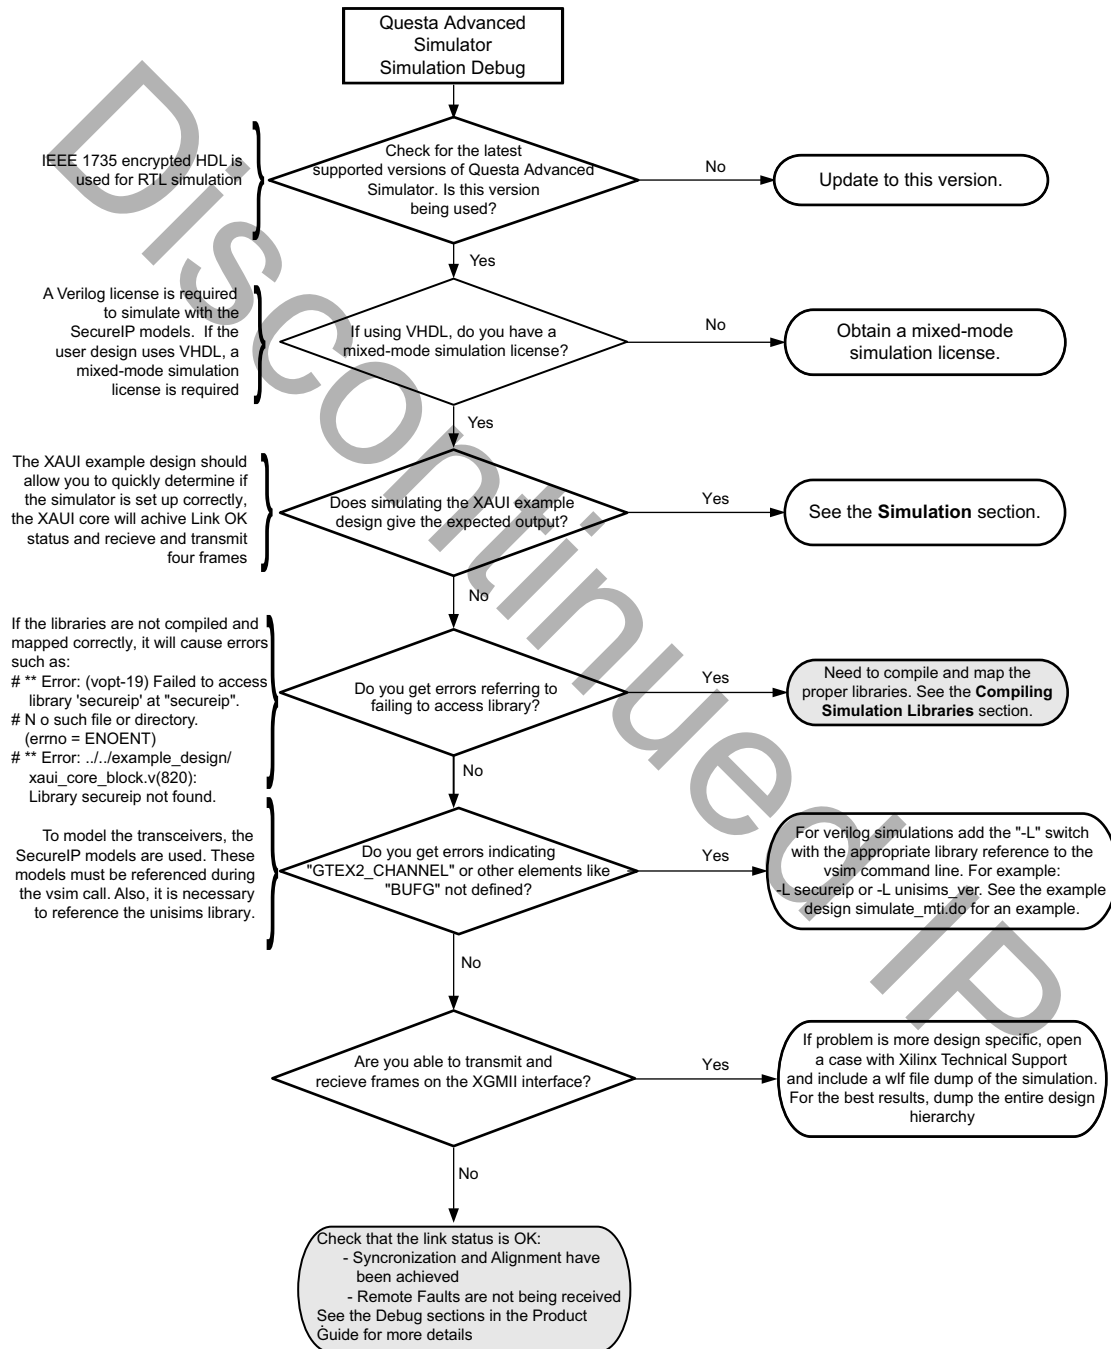 Questa Advanced
Simulator
Simulation Debug
IEEE 1735 encrypted HDL is
used for RTL simulation
Check for the latest
supported versions of Questa Advanced
Simulator. Is this version
being used?
No
Update to this version.
Yes
A Verilog license is required
to simulate with the
SecureIP models. If the
user design uses VHDL, a
mixed-mode simulation
license is required
If using VHDL, do you have a
mixed-mode simulation license?
No
Obtain a mixed-mode
simulation license.
Yes
The XAUI example design should
allow you to quickly determine if
the simulator is set up correctly,
the XAUI core will achive Link OK
status and recieve and transmit
four frames
Does simulating the XAUI example
design give the expected output?
Yes
See the Simulation section.
No
If the libraries are not compiled and
mapped correctly, it will cause errors
such as:
# ** Error: (vopt-19) Failed to access
library 'secureip' at "secureip".
# N o such file or directory.
(errno = ENOENT)
# ** Error: ../../example_design/
xaui_core_block.v(820):
Library secureip not found.
Do you get errors referring to
failing to access library?
Yes
Need to compile and map the
proper libraries. See the Compiling
Simulation Libraries section.
No
To model the transceivers, the
SecureIP models are used. These
models must be referenced during
the vsim call. Also, it is necessary
to reference the unisims library.
Do you get errors indicating
"GTEX2_CHANNEL" or other elements like
"BUFG" not defined?
Yes
For verilog simulations add the "-L" switch
with the appropriate library reference to the
vsim command line. For example:
-L secureip or -L unisims_ver. See the example
design simulate_mti.do for an example.
No
Are you able to transmit and
recieve frames on the XGMII interface?
Yes
If problem is more design specific, open
a case with Xilinx Technical Support
and include a wlf file dump of the simulation.
For the best results, dump the entire design
hierarchy
No
Check that the link status is OK:
- Syncronization and Alignment have
been achieved
- Remote Faults are not being received
See the Debug sections in the Product
Guide for more details
Discontinued IP